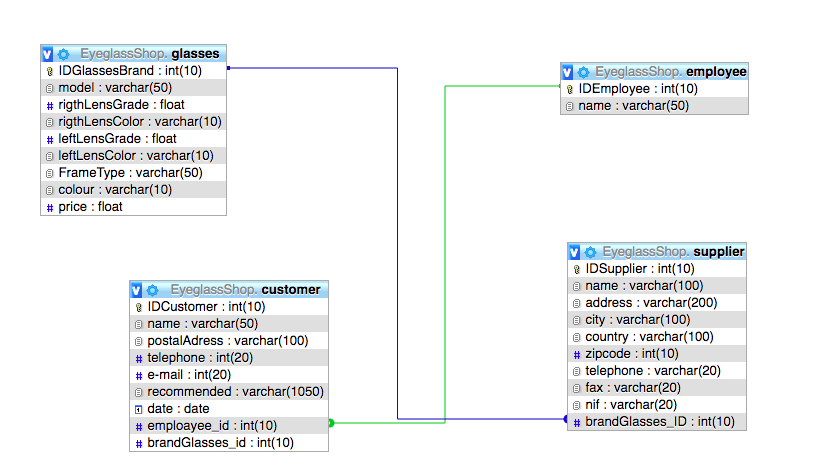 EyeglassShop. glasses
IDGlassesBrand : int(10)
model : varchar(50)
rigthLensGrade : float
rigthLensColor : varchar(10)
leftLensGrade : float
leftLensColor : varchar(10)
FrameType : varchar(50)
colour : varchar(10)
price : float
EyeglassShop. employee
IDEmployee : int(10)
name : varchar(50)
EyeglassShop. customer
IDCustomer : int(10)
name : varchar(50)
postalAdress : varchar(100)
telephone : int(20)
e-mail : int(20)
recommended : varchar(1050)
date : date
emploayee_id : int(10)
brandGlasses_id : int(10)
EyeglassShop. supplier
IDSupplier : int(10)
name : varchar(100)
address : varchar(200)
city : varchar(100)
country : varchar(100)
zipcode : int(10)
telephone : varchar(20)
fax : varchar(20)
nif : varchar(20)
brandGlasses_ID : int(10)